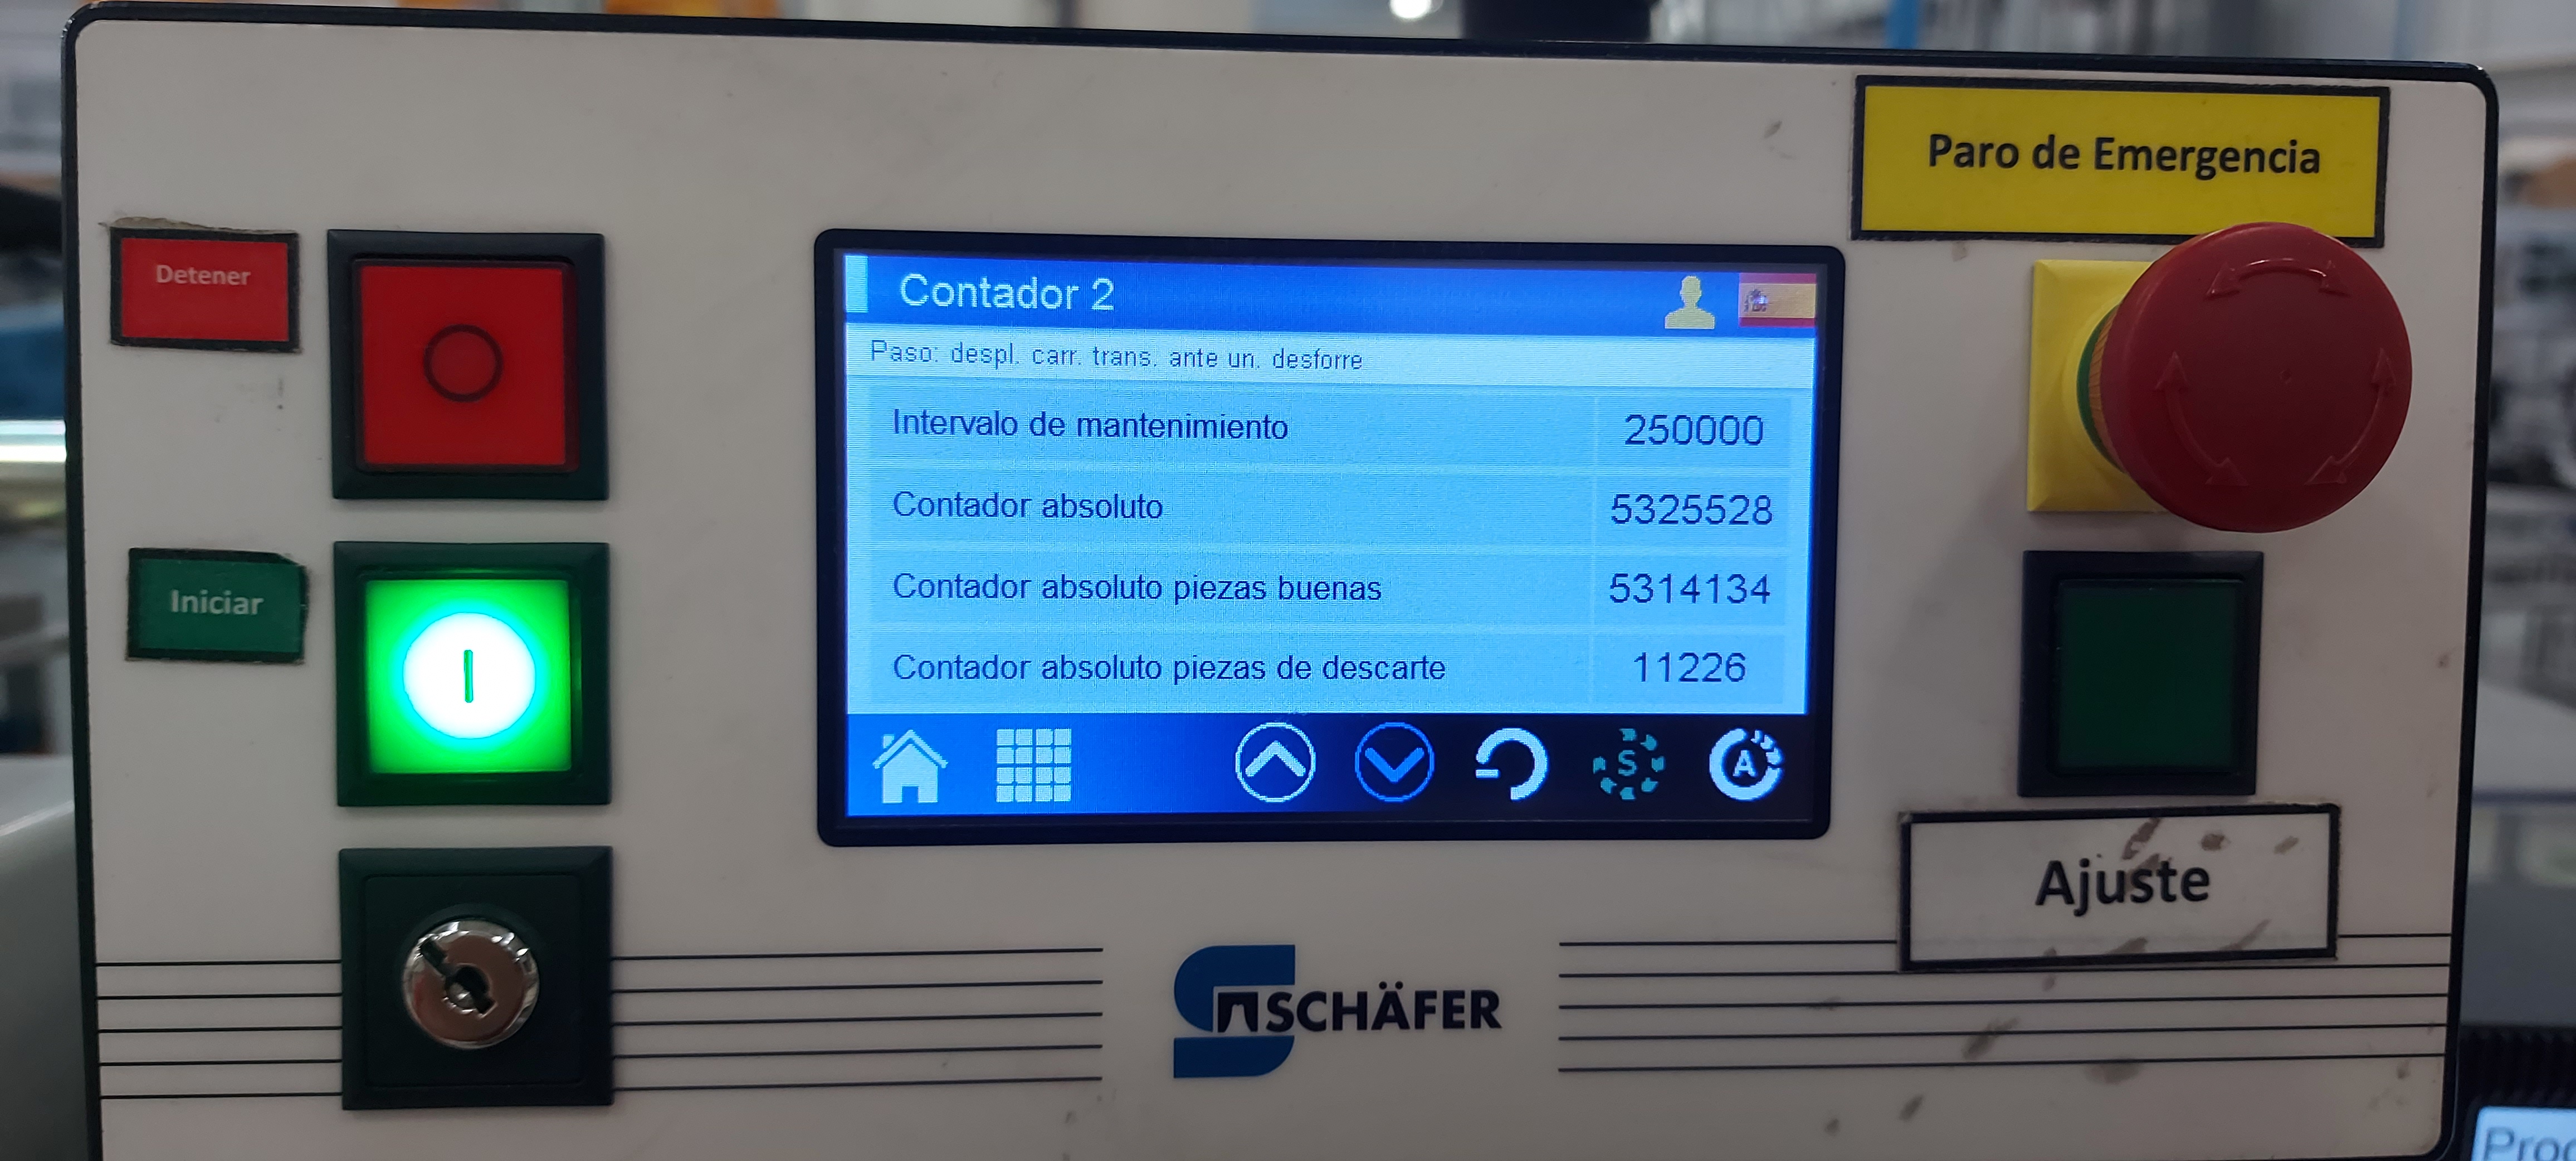 Paro de Emergencia
Detener
Iniciar
Contador 2
Paso: despl. carr. trans. ante un. desforre
Intervalo de mantenimiento 250000
Contador absoluto 5325528
Contador absoluto piezas buenas 5314134
Contador absoluto piezas de descarte 11226
S
A
Ajuste
SCHÄFER
Proc